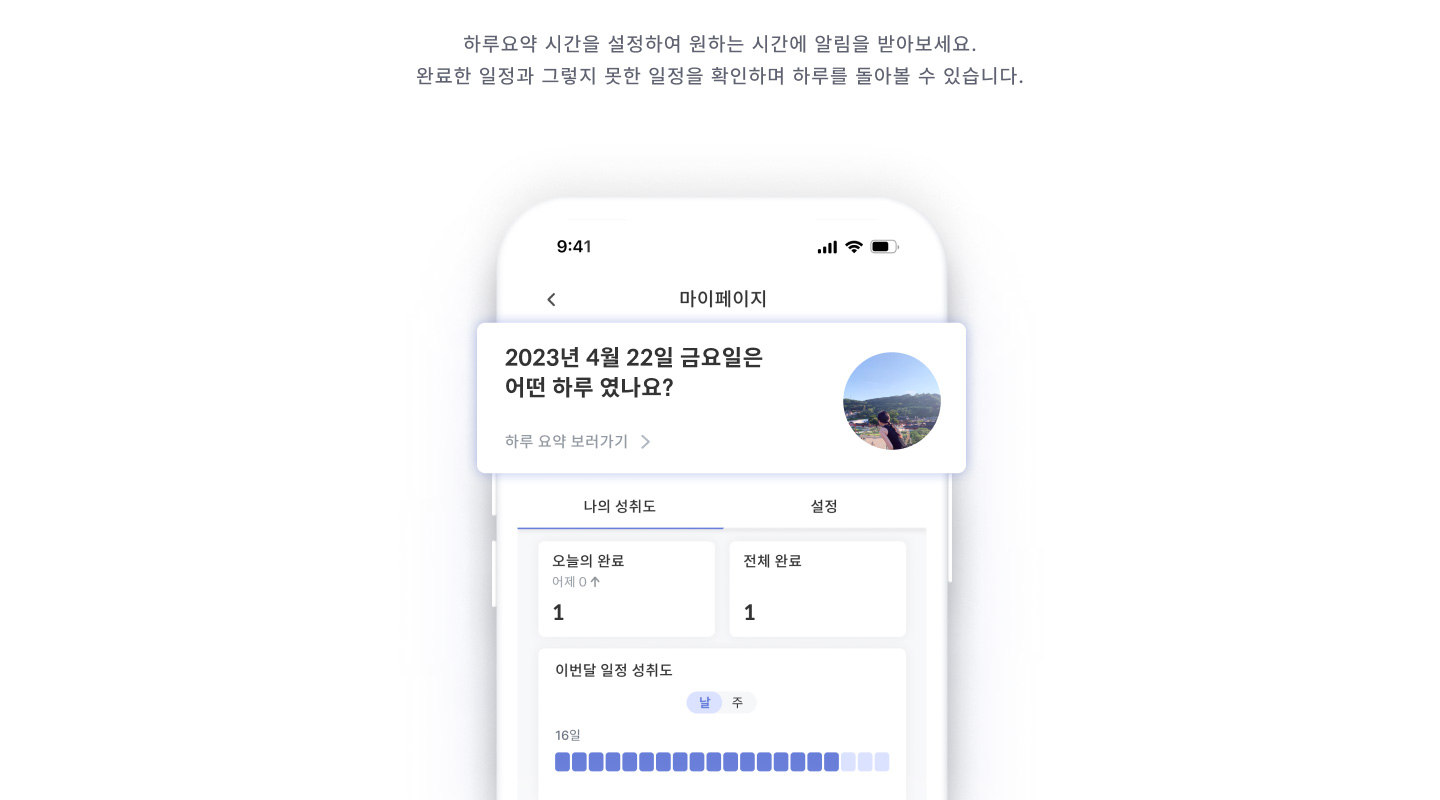 하루요약 시간을 설정하여 원하는 시간에 알림을 받아보세요.
완료한 일정과 그렇지 못한 일정을 확인하며 하루를 돌아볼 수 있습니다.
9:41
마이페이지
2023년 4월 22일 금요일은
어떤 하루 였나요?
하루 요약 보러가기
나의 성취도
설정
오늘의 완료
어제 0
1
전체 완료
1
이번달 일정 성취도
날
주
16일